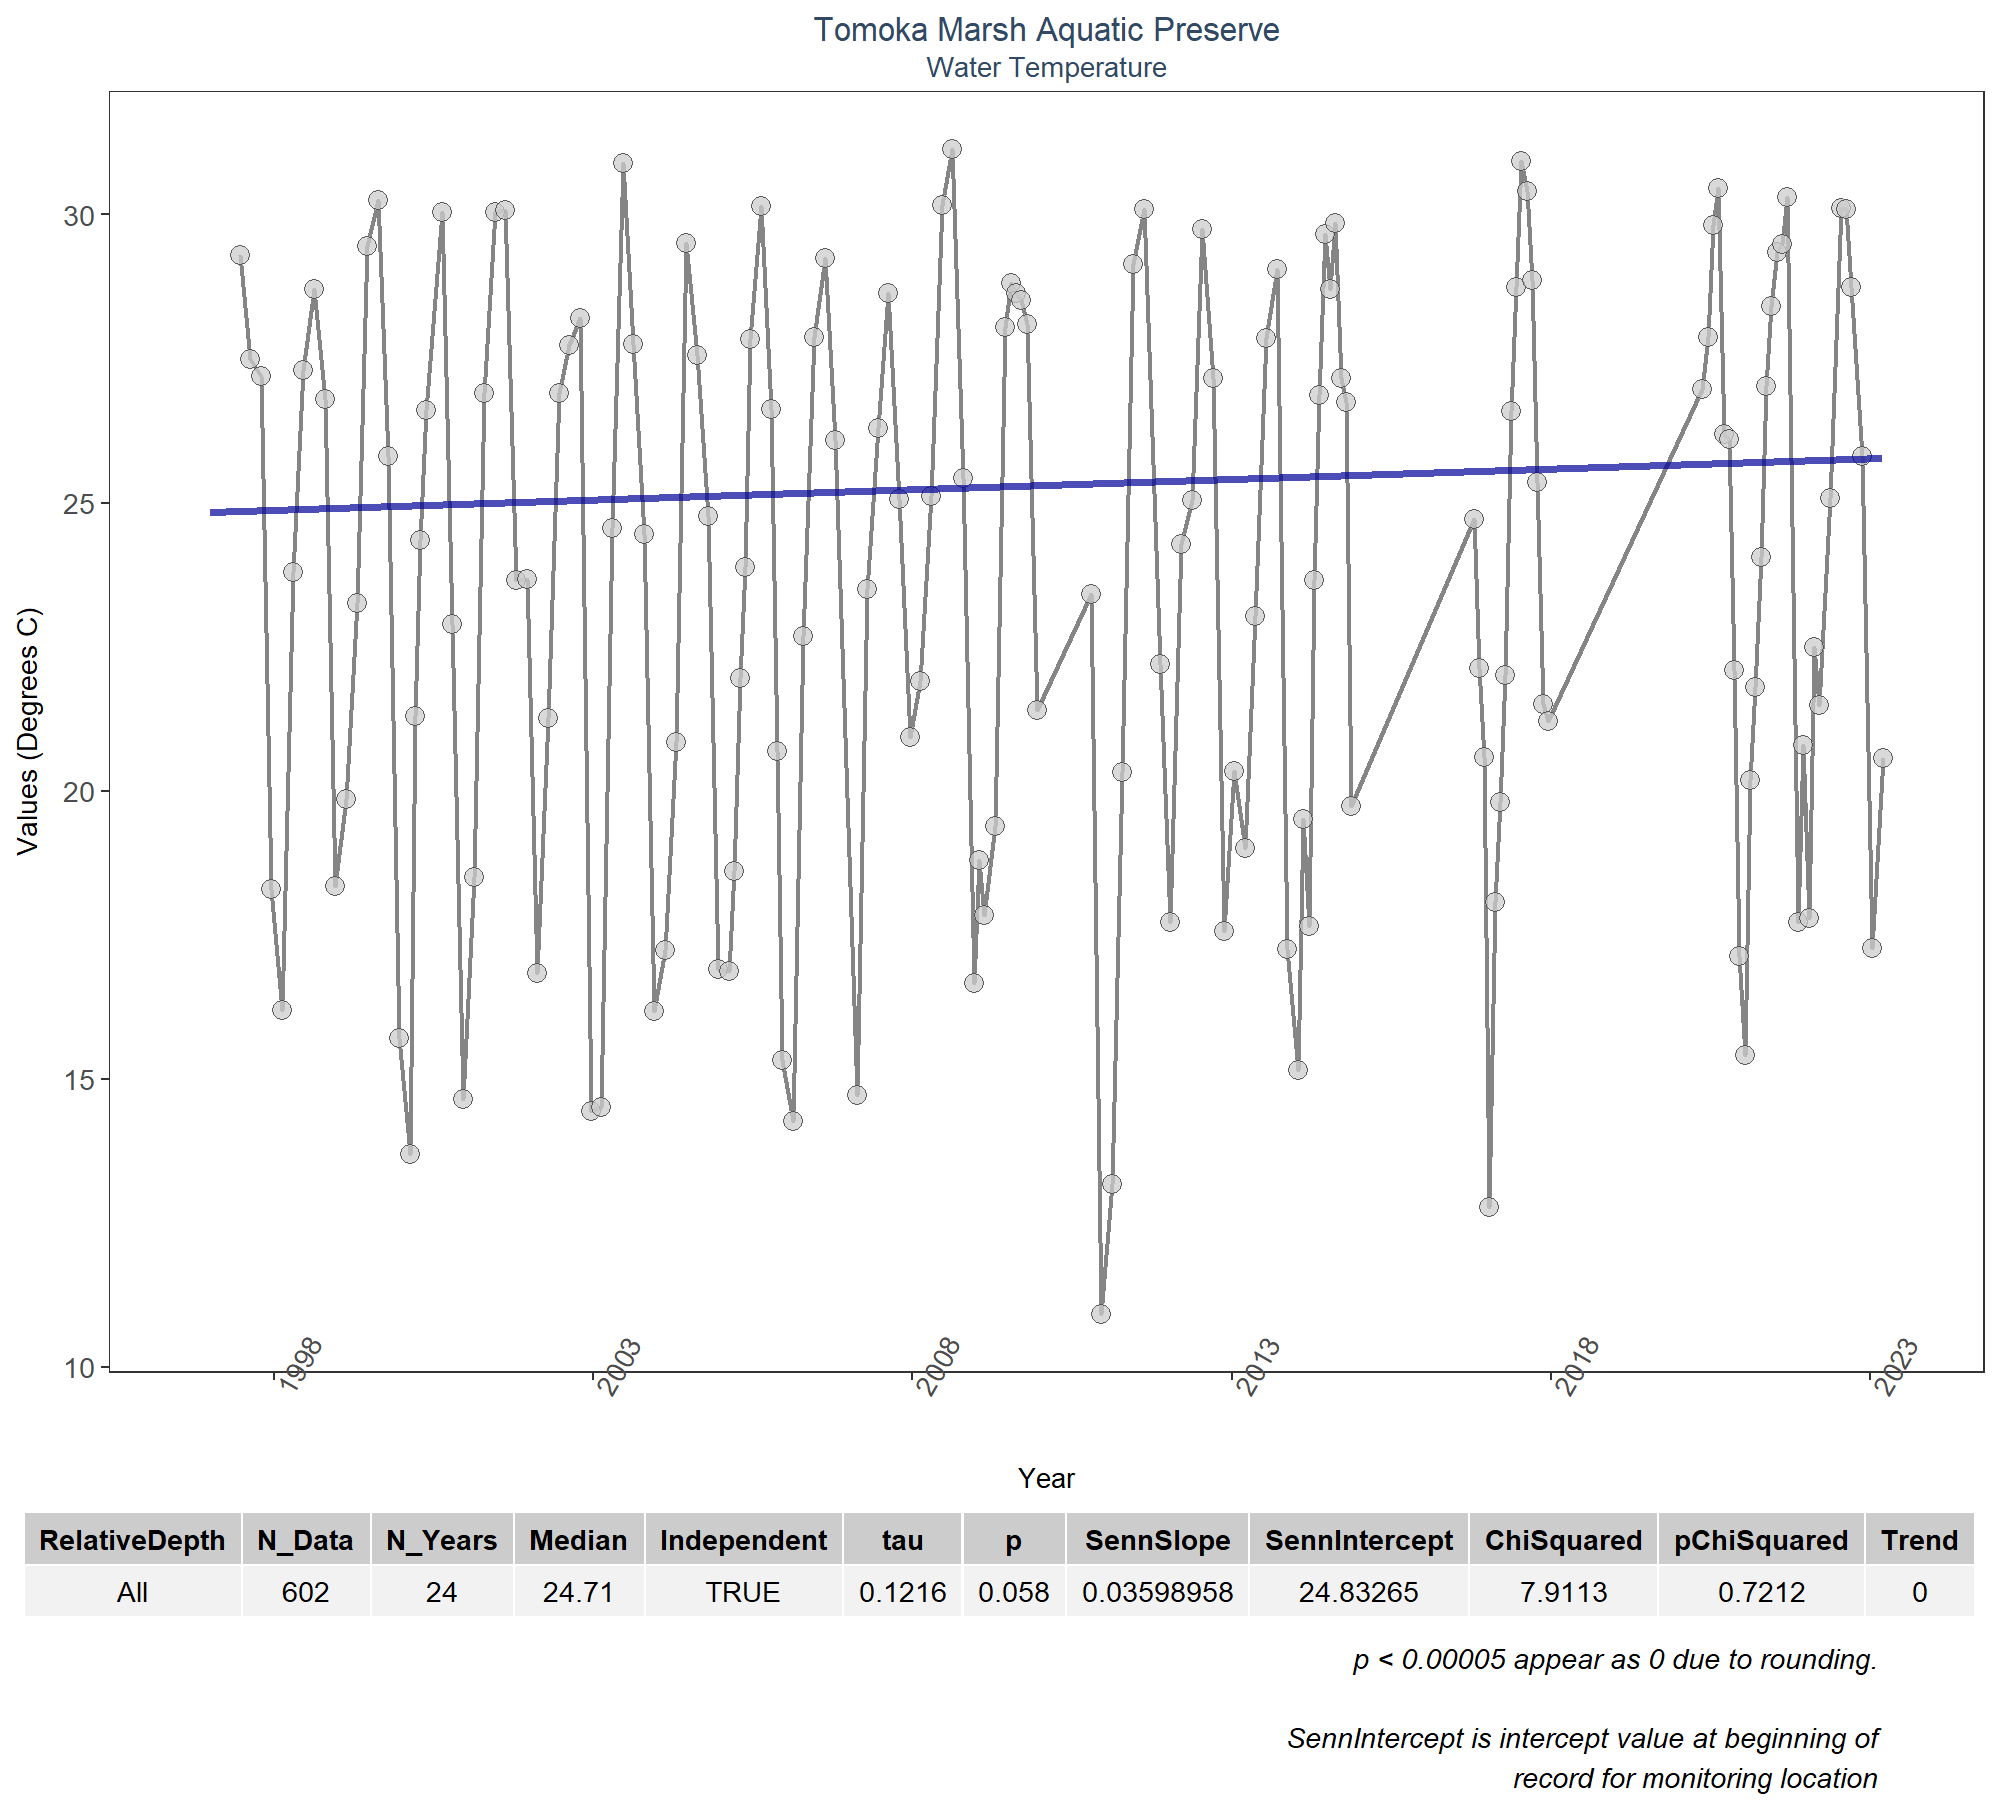 Tomoka Marsh Aquatic Preserve
Water Temperature
Values (Degrees C)
30
25
20
15
10
1998
2003
2008
2013
2018
2023
Year
RelativeDepth N_Data N_Years Median Independent tau p SennSlope SennIntercept ChiSquared pChiSquared Trend
All 602 24 24.71 TRUE 0.1216 0.058 0.03598958 24.83265 7.9113 0.7212 0
p < 0.00005 appear as 0 due to rounding.
SennIntercept is intercept value at beginning of
record for monitoring location